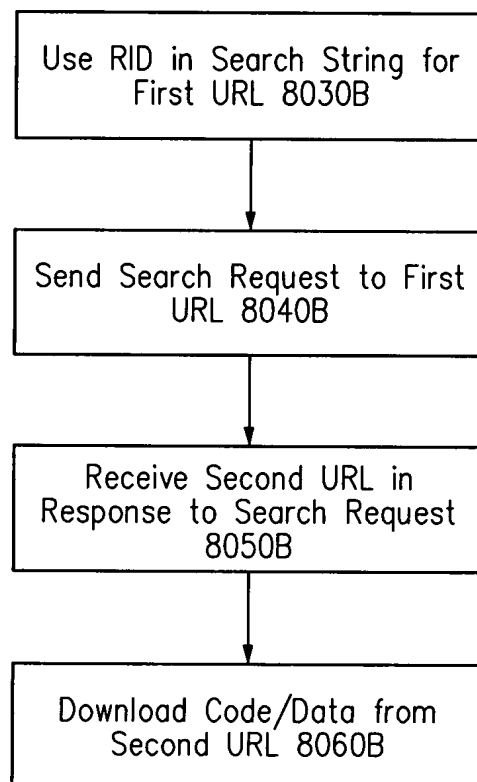 Use RID in Search String for
First URL 8030B
Send Search Request to First
URL 8040B
Receive Second URL in
Response to Search Request
8050B
Download Code/Data from
Second URL 8060B